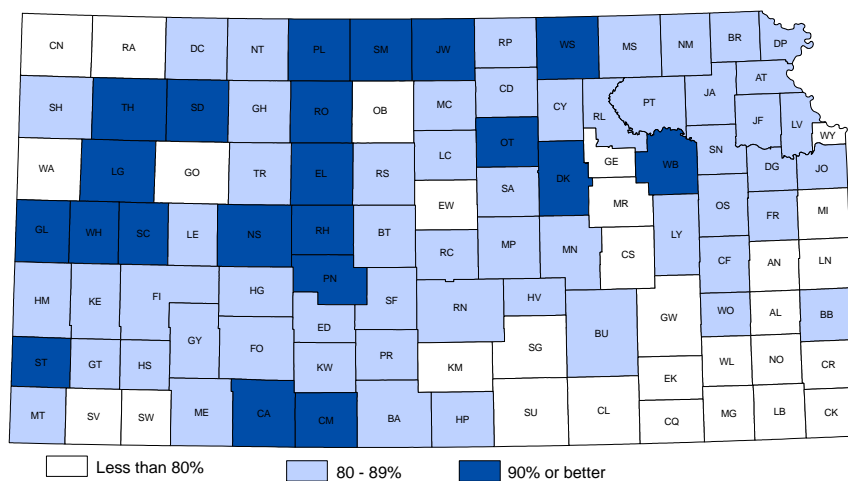 CN RA DC NT PL SM JW RP WS MS NM BR DP
SH TH SD GH RO OB MC CD CY RL PT JA AT
JF LV WY
WA LG GO TR EL RS LC OT DK GE WB SN DG JO
GL WH SC LE NS RH BT EW SA MR OS FR MI
RC MP MN CS LY CF AN LN
HM KE FI HG PN SF RN HV GW WO AL BB
GY ED BU
ST GT HS FO KW PR KM SG WL NO CR
EK
MT SV SW ME CA CM BA HP SU CL CQ MG LB CK
Less than 80% 80 - 89% 90% or better